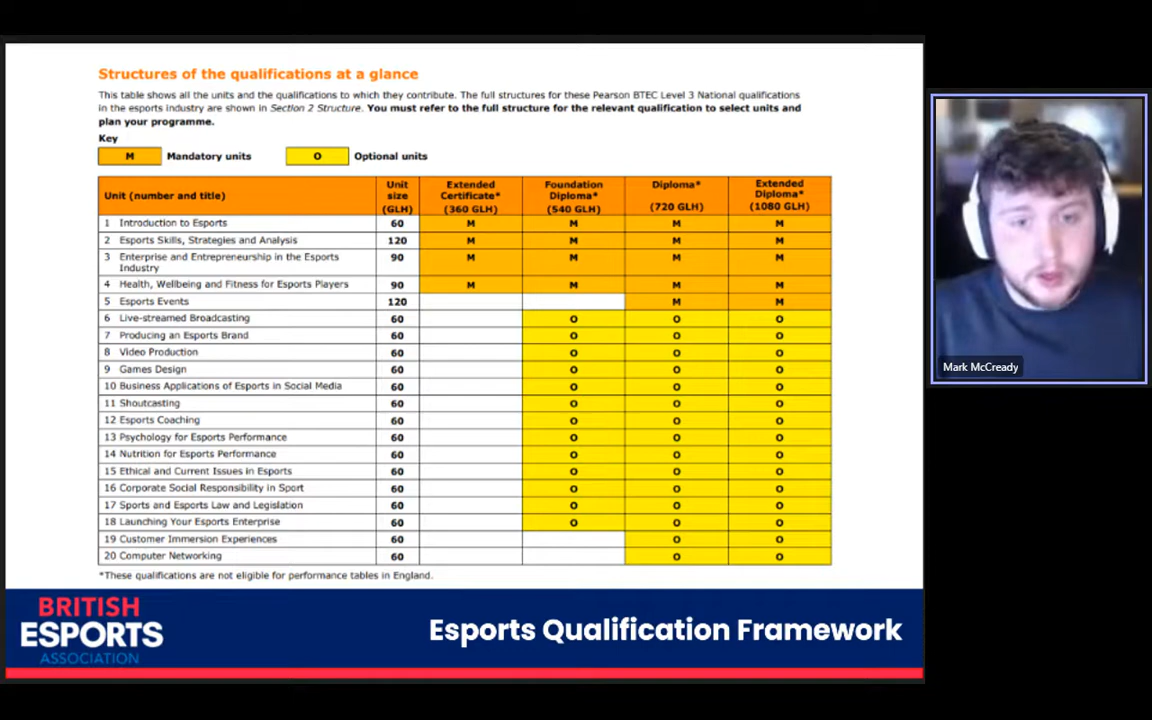 Structures of the qualifications at a glance
This table shows all the units and the qualifications to which they contribute. The full structures for these Pearson BTEC Level 3 National qualifications
in the esports industry are shown in Section 2 Structure. You must refer to the full structure for the relevant qualification to select units and
plan your programme.
Key
M Mandatory units O Optional units
Unit (number and title) Unit size (GLH) Extended Certificate* (360 GLH) Foundation Diploma* (540 GLH) Diploma* (720 GLH) Extended Diploma* (1080 GLH)
1 Introduction to Esports 60 M M M M
2 Esports Skills, Strategies and Analysis 120 M M M M
3 Enterprise and Entrepreneurship in the Esports Industry 90 M M M M
4 Health, Wellbeing and Fitness for Esports Players 90 M M M M
5 Esports Events 120 M M
6 Live-streamed Broadcasting 60 O O O
7 Producing an Esports Brand 60 O O O
8 Video Production 60 O O O
9 Games Design 60 O O O
10 Business Applications of Esports in Social Media 60 O O O
11 Shoutcasting 60 O O O
12 Esports Coaching 60 O O O
13 Psychology for Esports Performance 60 O O O
14 Nutrition for Esports Performance 60 O O O
15 Ethical and Current Issues in Esports 60 O O O
16 Corporate Social Responsibility in Sport 60 O O O
17 Sports and Esports Law and Legislation 60 O O O
18 Launching Your Esports Enterprise 60 O O O
19 Customer Immersion Experiences 60 O O
20 Computer Networking 60 O O
*These qualifications are not eligible for performance tables in England.
BRITISH
ESPORTS
ASSOCIATION
Esports Qualification Framework
Mark McCready